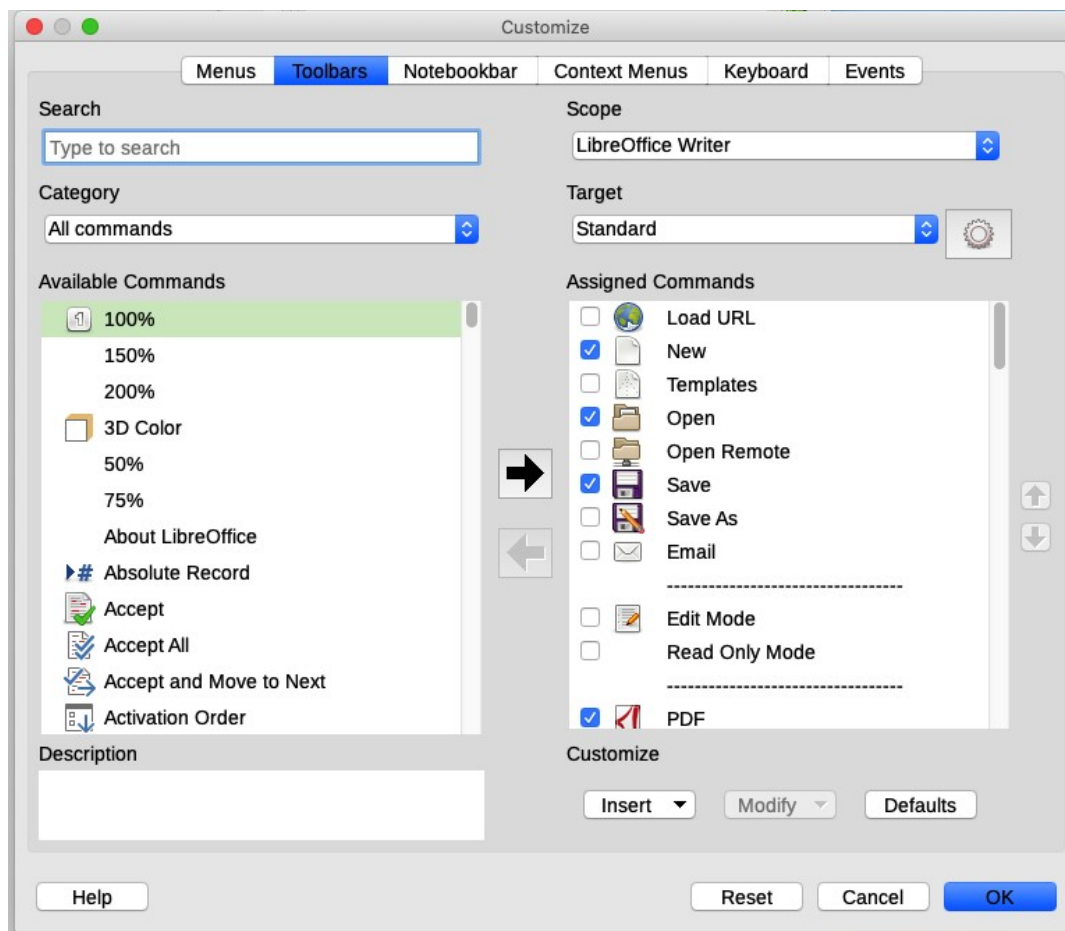 Customize
Menus
Toolbars
Notebookbar
Context Menus
Keyboard
Events
Search
Type to search
Category
All commands
Available Commands
100%
150%
200%
3D Color
50%
75%
About LibreOffice
Absolute Record
Accept
Accept All
Accept and Move to Next
Activation Order
Description
Scope
LibreOffice Writer
Target
Standard
Assigned Commands
Load URL
New
Templates
Open
Open Remote
Save
Save As
Email
----------------------------------
Edit Mode
Read Only Mode
----------------------------------
PDF
Customize
Insert
Modify
Defaults
Help
Reset
Cancel
OK